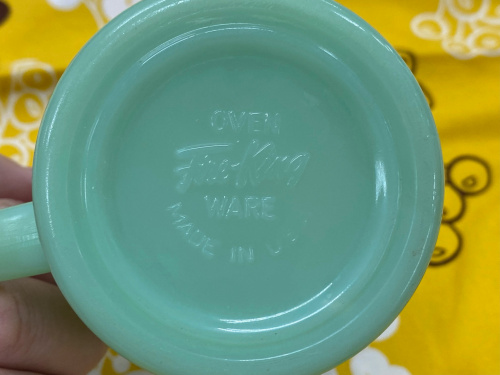 OVEN
Fire-King
WARE
MADE IN U.S.